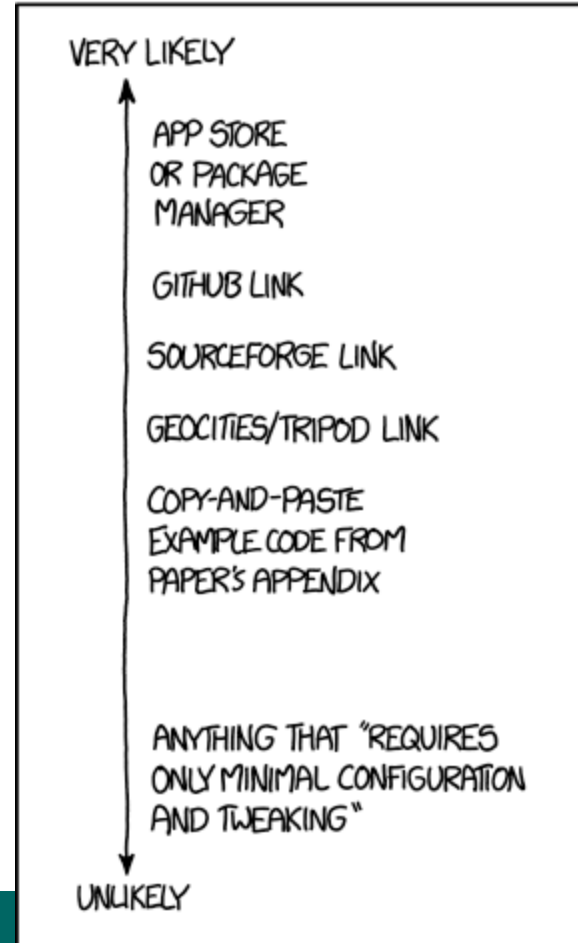 VERY LIKELY
APP STORE
OR PACKAGE
MANAGER
GITHUB LINK
SOURCEFORGE LINK
GEOCITIES/TRIPOD LINK
COPY-AND-PASTE
EXAMPLE CODE FROM
PAPER'S APPENDIX
ANYTHING THAT "REQUIRES
ONLY MINIMAL CONFIGURATION
AND TWEAKING"
UNLIKELY